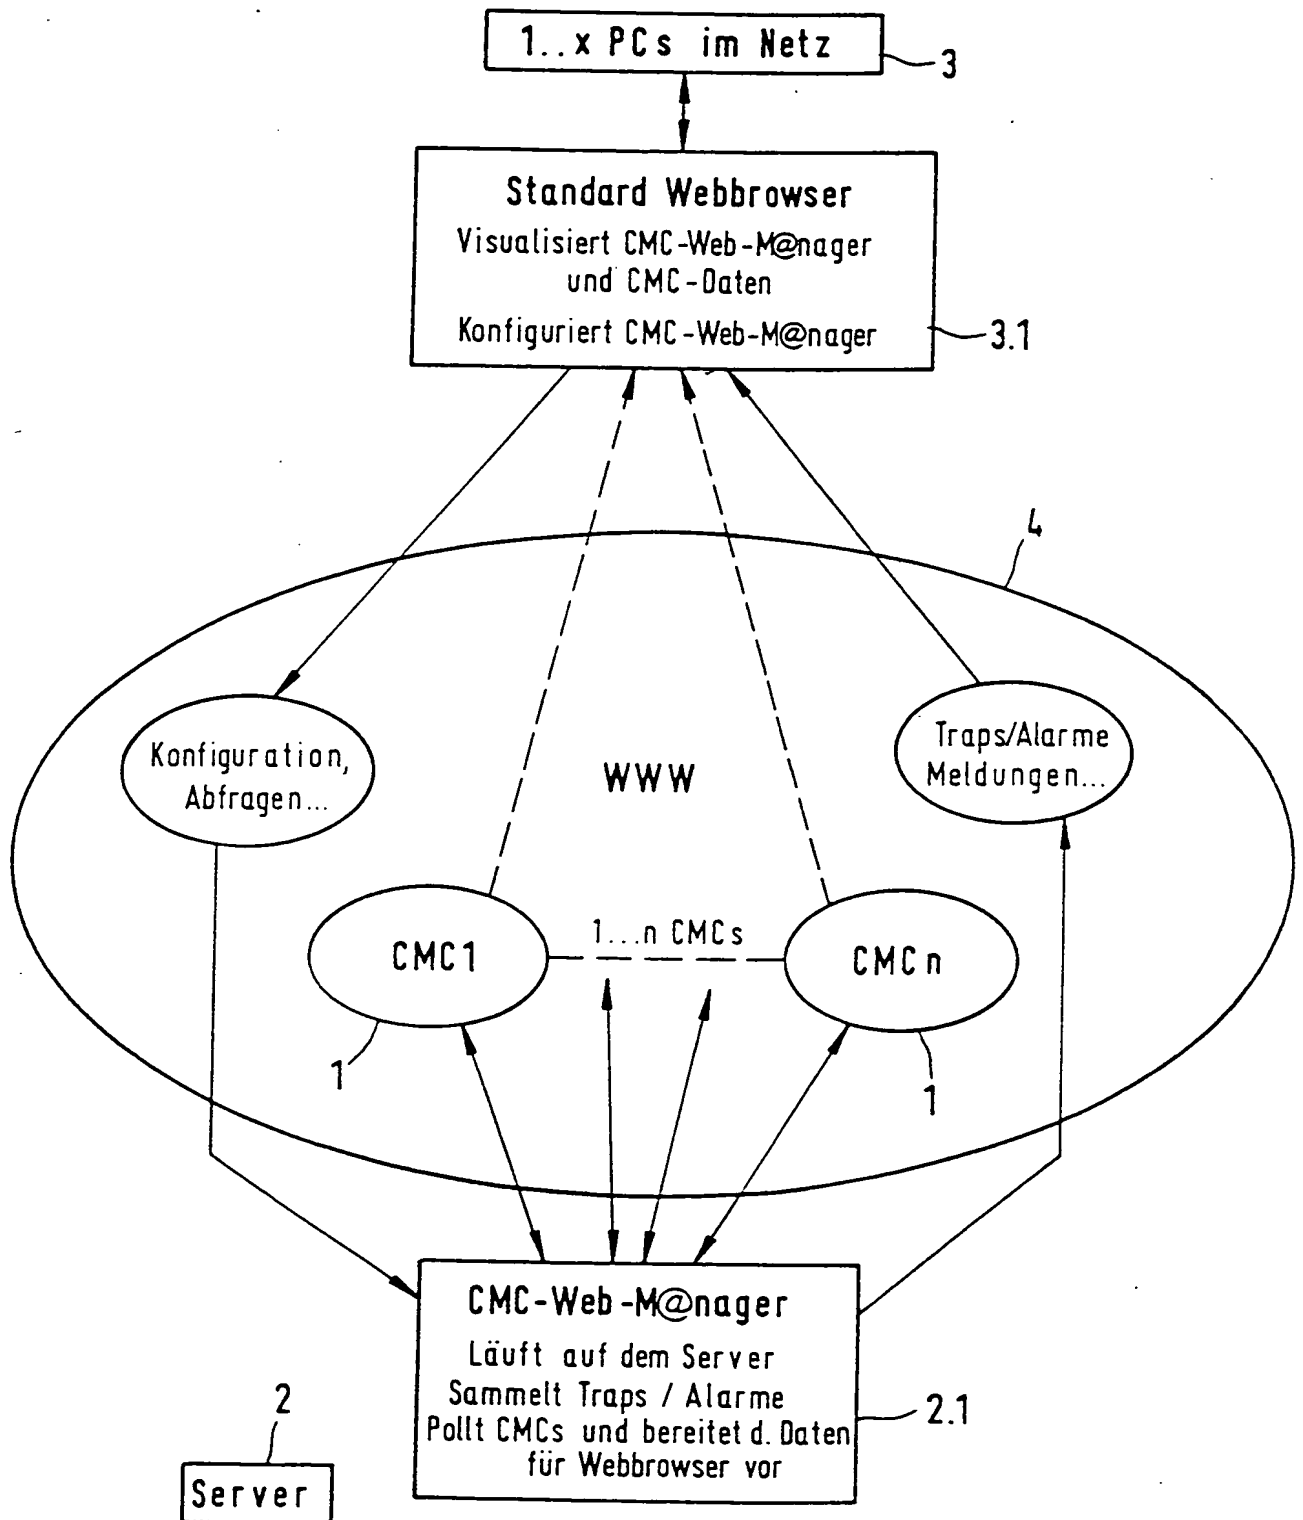 1..x PCs im Netz
3
Standard Webbrowser
Visualisiert CMC-Web-M@nager
und CMC-Daten
Konfiguriert CMC-Web-M@nager
3.1
4
Konfiguration,
Abfragen...
WWW
Traps/Alarme
Meldungen...
CMC1
1...n CMCs
CMCn
1
1
CMC-Web-M@nager
Läuft auf dem Server
Sammelt Traps / Alarme
Pollt CMCs und bereitet d. Daten
für Webbrowser vor
2.1
2
Server